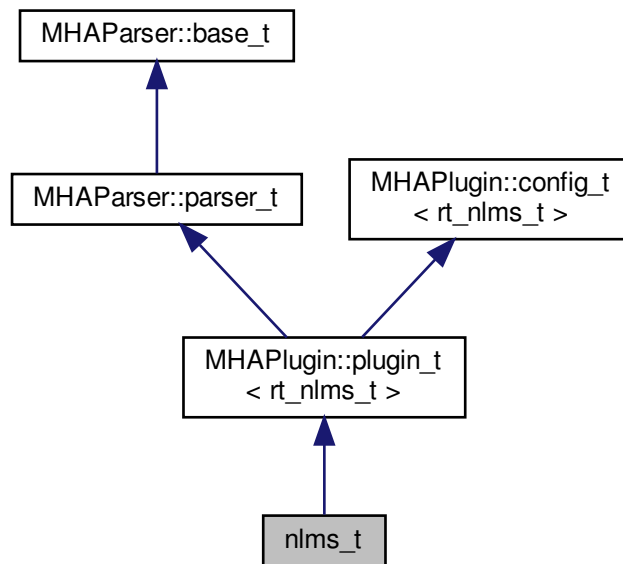 MHAParser::base_t
MHAParser::parser_t
MHAPlugin::config_t
< rt_nlms_t >
MHAPlugin::plugin_t
< rt_nlms_t >
nlms_t